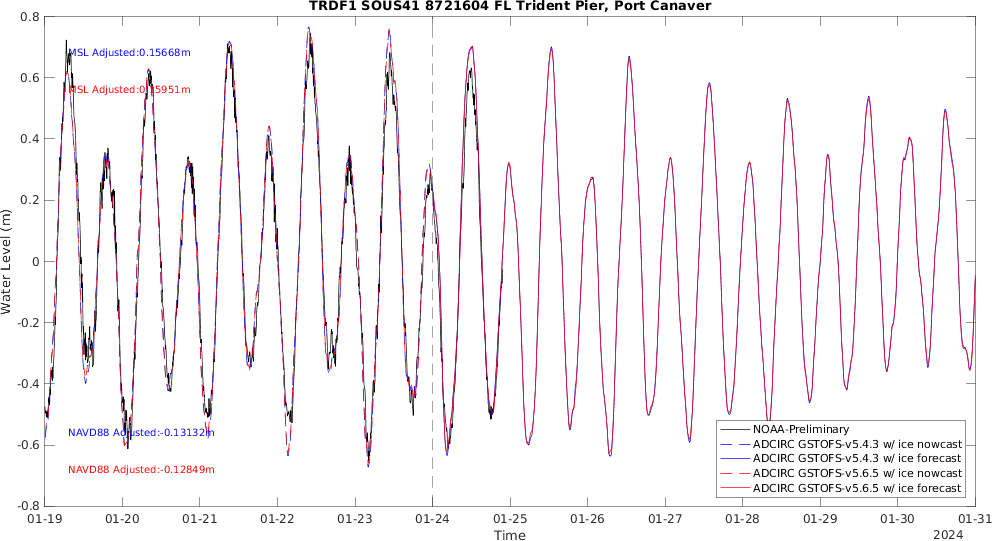 TRDF1 SOUS41 8721604 FL Trident Pier, Port Canaver
0.8
0.6
0.4
0.2
0
-0.2
-0.4
-0.6
-0.8
Water Level (m)
MSL Adjusted:0.15668m
MSL Adjusted:0.15951m
NAVD88 Adjusted:-0.13132m
NAVD88 Adjusted:-0.12849m
NOAA-Preliminary
ADCIRC GSTOFS-v5.4.3 w/ ice nowcast
ADCIRC GSTOFS-v5.4.3 w/ ice forecast
ADCIRC GSTOFS-v5.6.5 w/ ice nowcast
ADCIRC GSTOFS-v5.6.5 w/ ice forecast
01-19 01-20 01-21 01-22 01-23 01-24 01-25 01-26 01-27 01-28 01-29 01-30 01-31
Time
2024